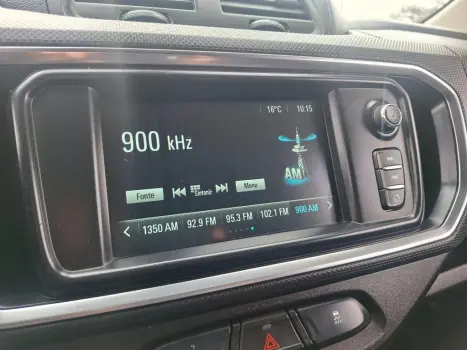 16°C 10:15
900 kHz
AM
Fonte Sintonir Menu
1350 AM 92.9 FM 95.3 FM 102.1 FM 900 AM